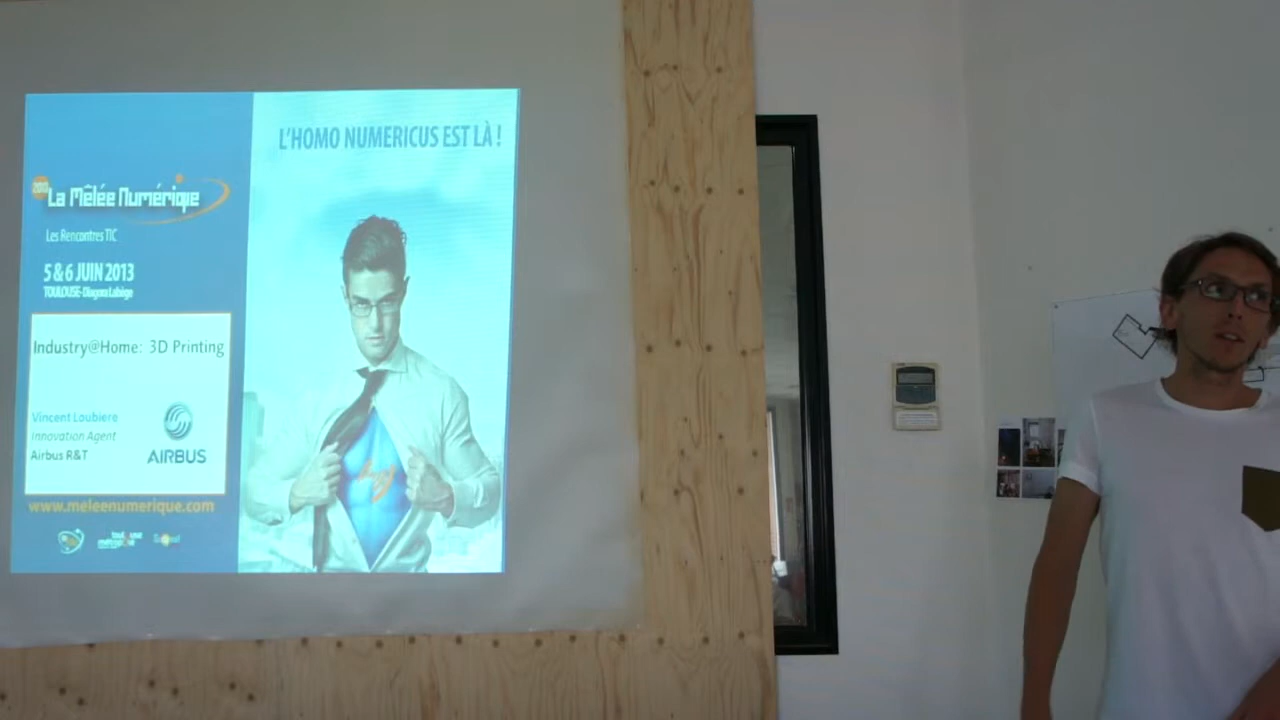 L'HOMO NUMERICUS EST LÀ !
2013
La Mêlée Numérique
Les Rencontres TIC
5 & 6 JUIN 2013
TOULOUSE-Diagora Labège
Industry@Home: 3D Printing
Vincent Loubiere
Innovation Agent
Airbus R&T
AIRBUS
www.meleenumerique.com